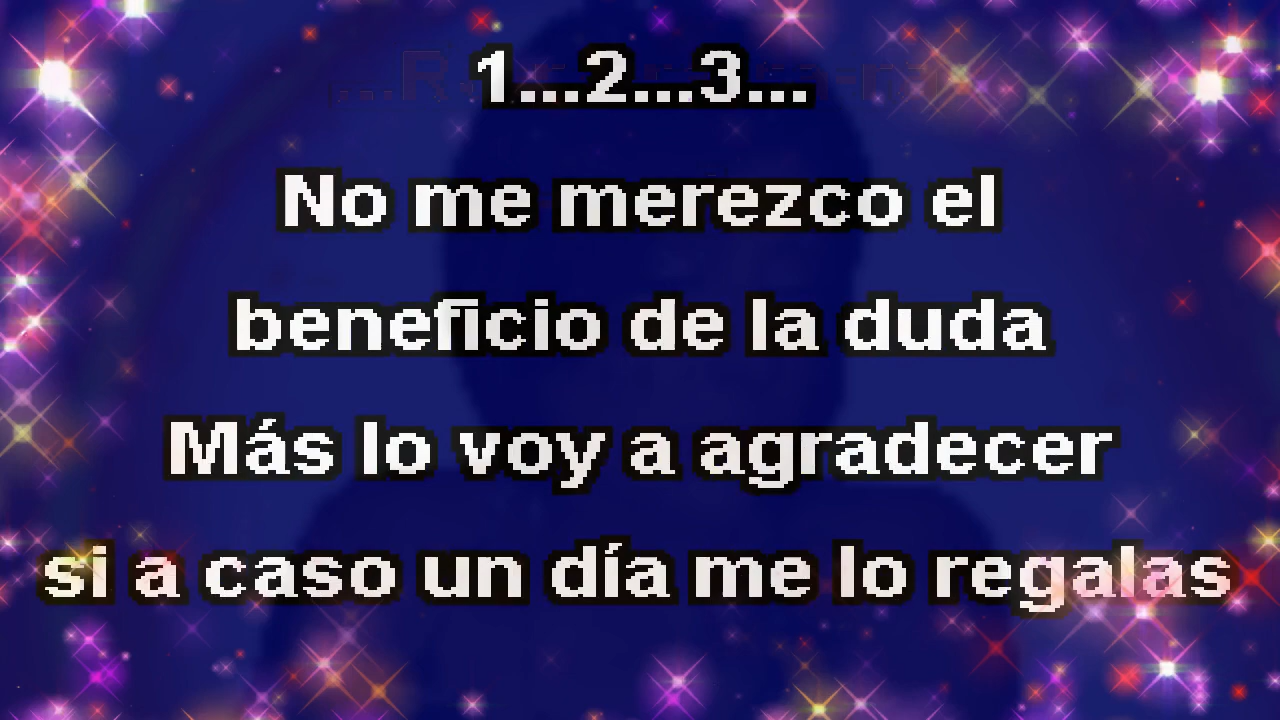 1...2...3...
No me merezco el
beneficio de la duda
Más lo voy a agradecer
si a caso un día me lo regalas